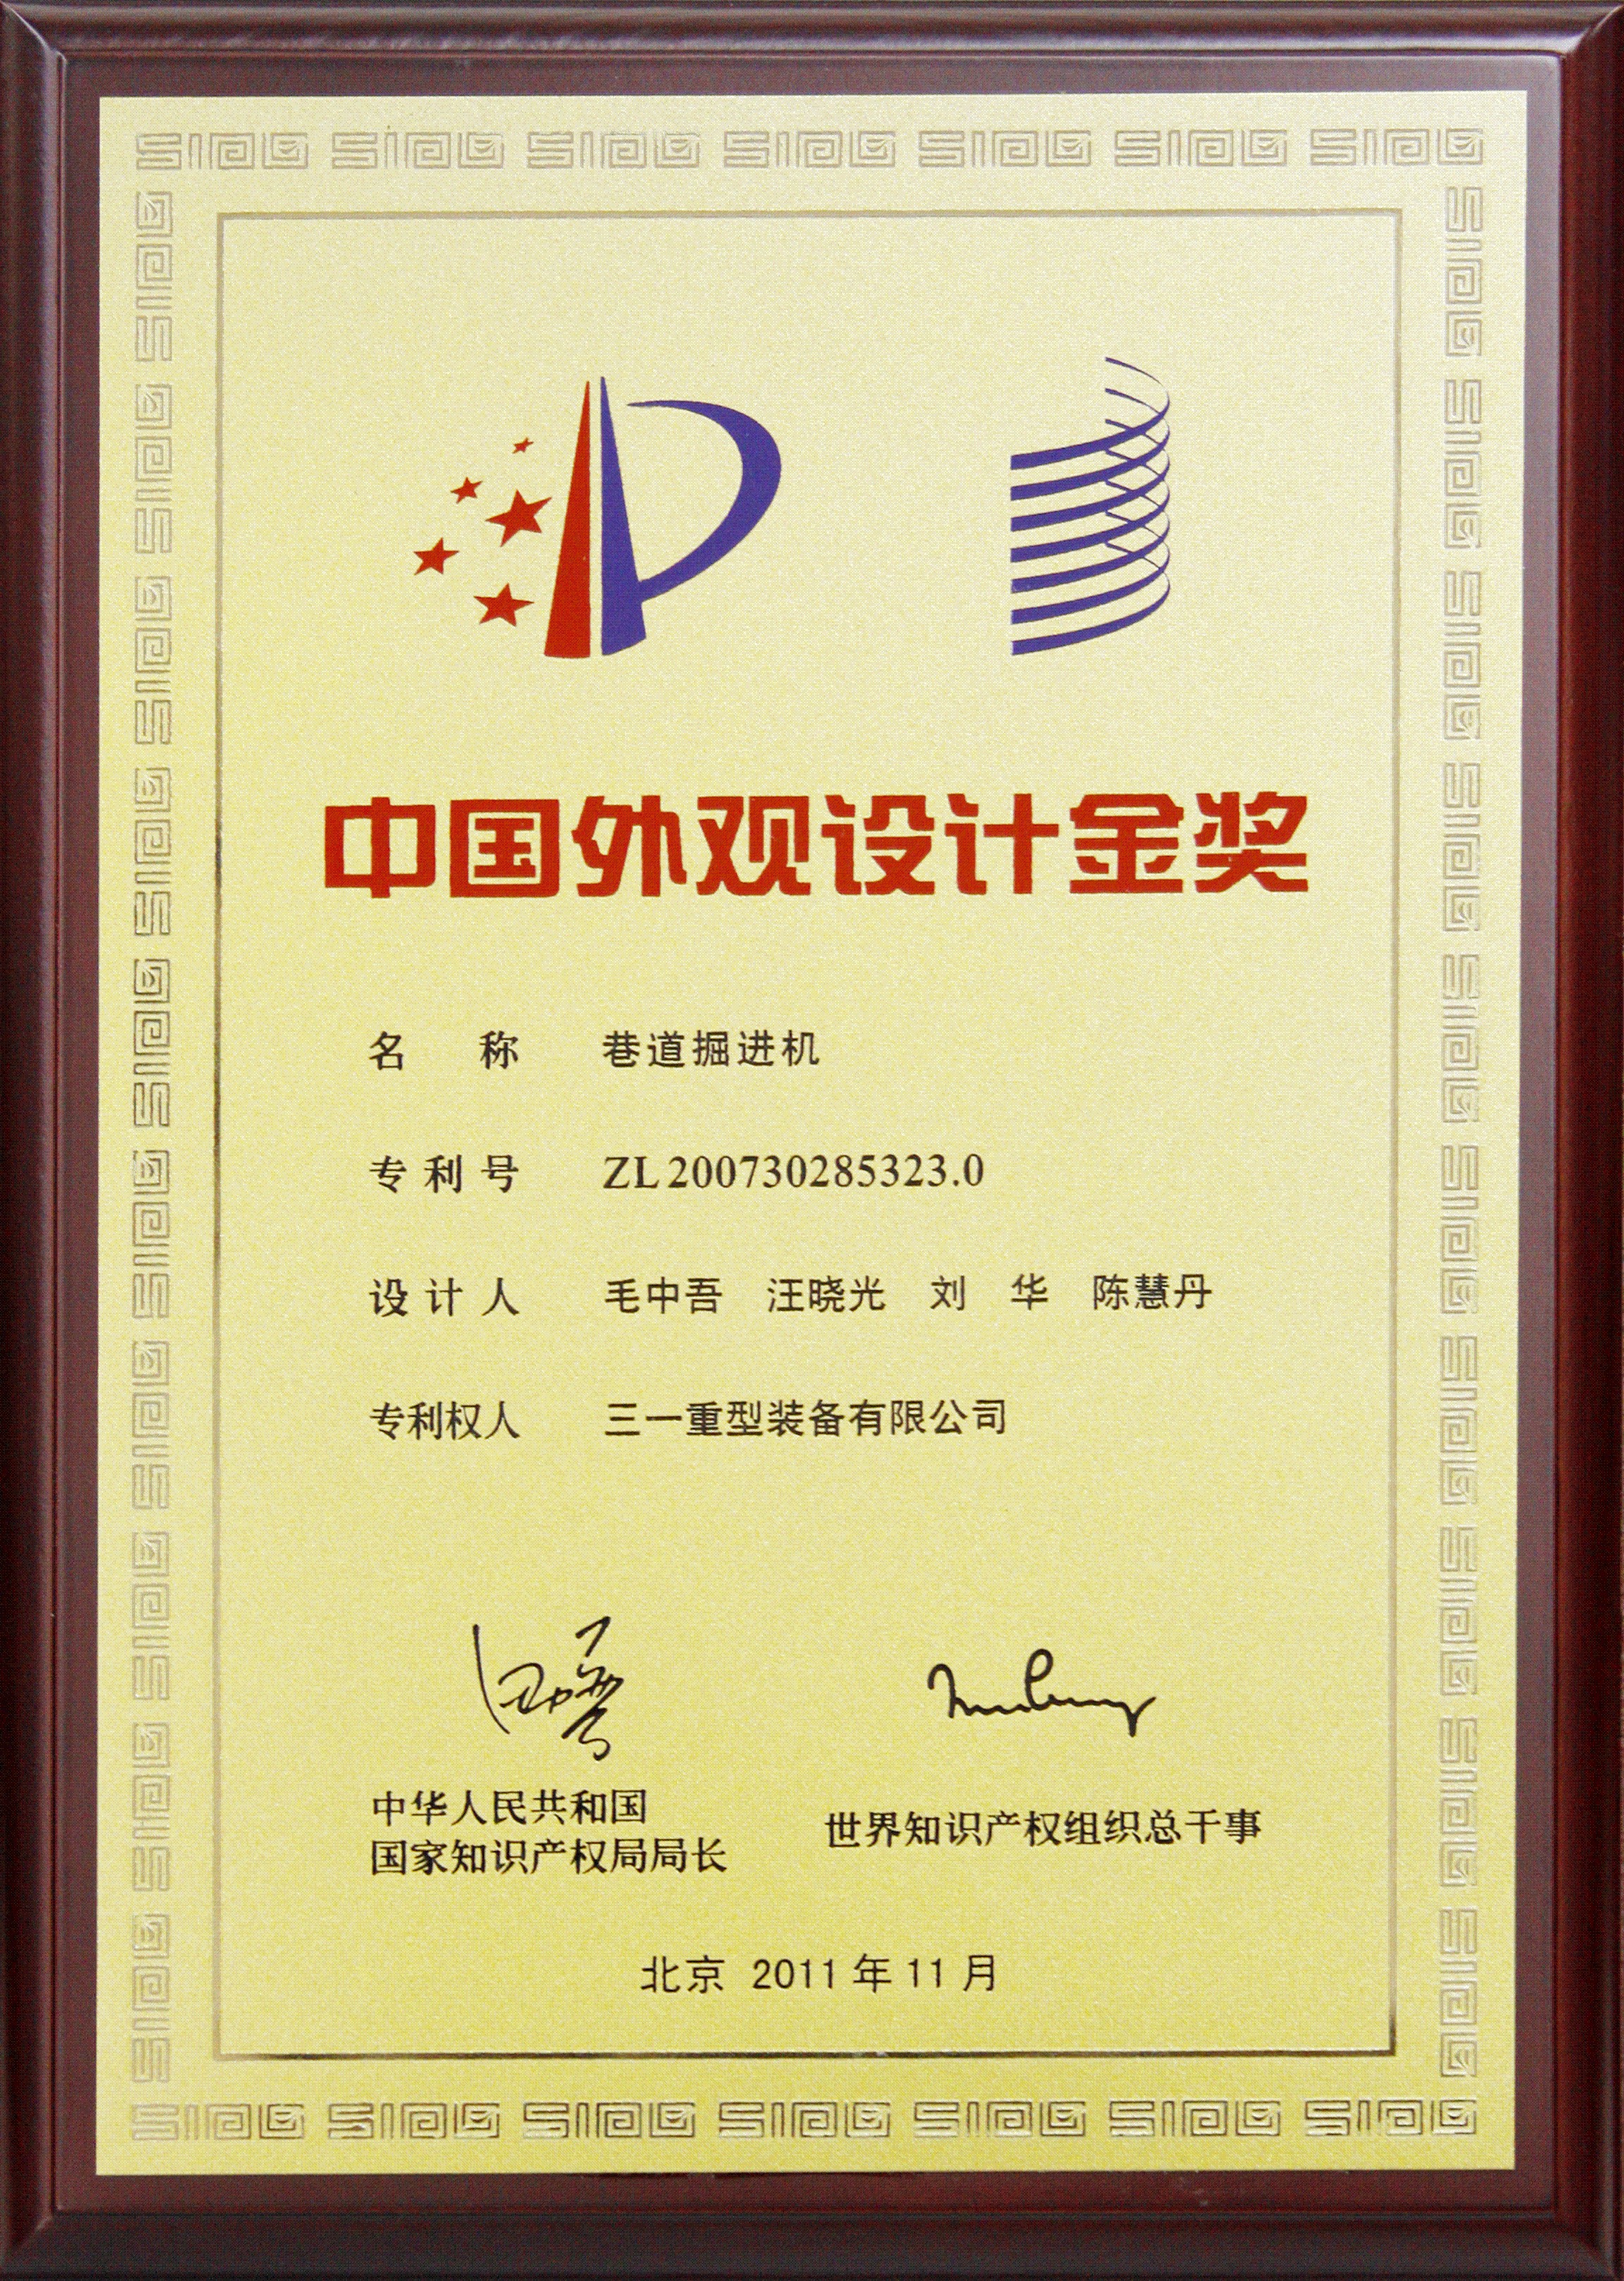 中国外观设计金奖
名 称 巷道掘进机
专利号 ZL200730285323.0
设计人 毛中吾 汪晓光 刘 华 陈慧丹
专利权人 三一重型装备有限公司
中华人民共和国
国家知识产权局局长
世界知识产权组织总干事
北京 2011年11月